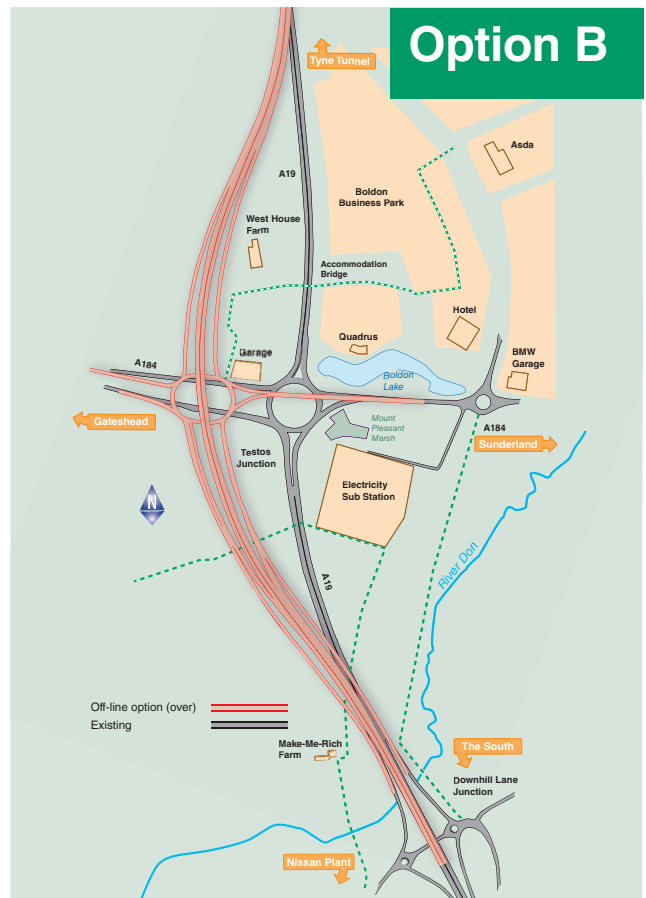 Option B
Tyne Tunnel
Asda
A19
Boldon
Business Park
West House
Farm
Accommodation
Bridge
Hotel
Quadrus
Garage
BMW
Garage
A184
Boldon
Lake
Gateshead
Mount
Pleasant
Marsh
A184
Sunderland
Testos
Junction
Electricity
Sub Station
N
River Don
A19
Off-line option (over)
Existing
Make-Me-Rich
Farm
The South
Downhill Lane
Junction
Nissan Plant